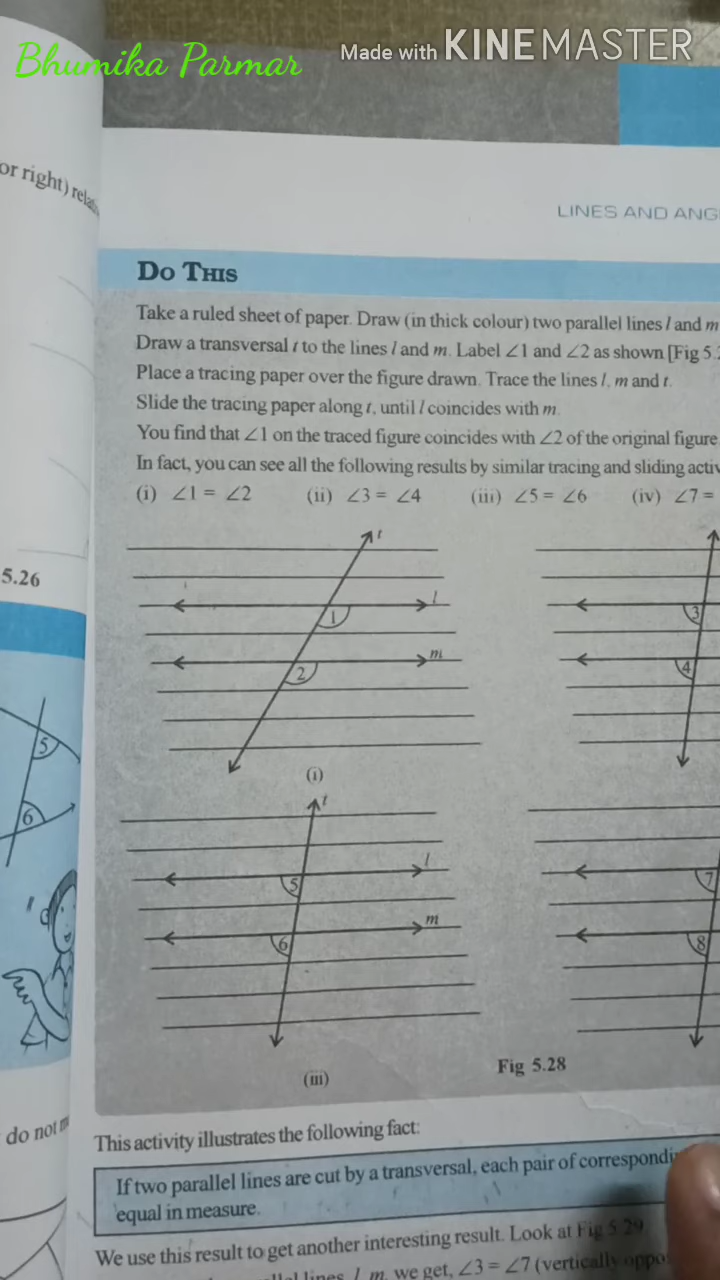 Bhumika Parmar
Made with KINEMASTER
or right)
LINES AND
DO THIS
Take a ruled sheet of paper. Draw (in thick colour) two parallel lines l and m
Draw a transversal t to the lines l and m. Label ∠1 and ∠2 as shown [Fig 5.
Place a tracing paper over the figure drawn. Trace the lines l, m and t.
Slide the tracing paper along t, until l coincides with m.
You find that ∠1 on the traced figure coincides with ∠2 of the original figure.
In fact, you can see all the following results by similar tracing and sliding
(i) ∠1 = ∠2 (ii) ∠3 = ∠4 (iii) ∠5 = ∠6 (iv) ∠7 =
5.26
t
l
1
3
m
2
4
5
6
(i)
t
l
5
7
m
6
8
Fig 5.28
(iii)
do not
This activity illustrates the following fact:
If two parallel lines are cut by a transversal, each pair of
equal in measure.
We use this result to get another interesting result. Look at Fig 5.29.
lines, l, m, we get, ∠3 = ∠7 (vertically